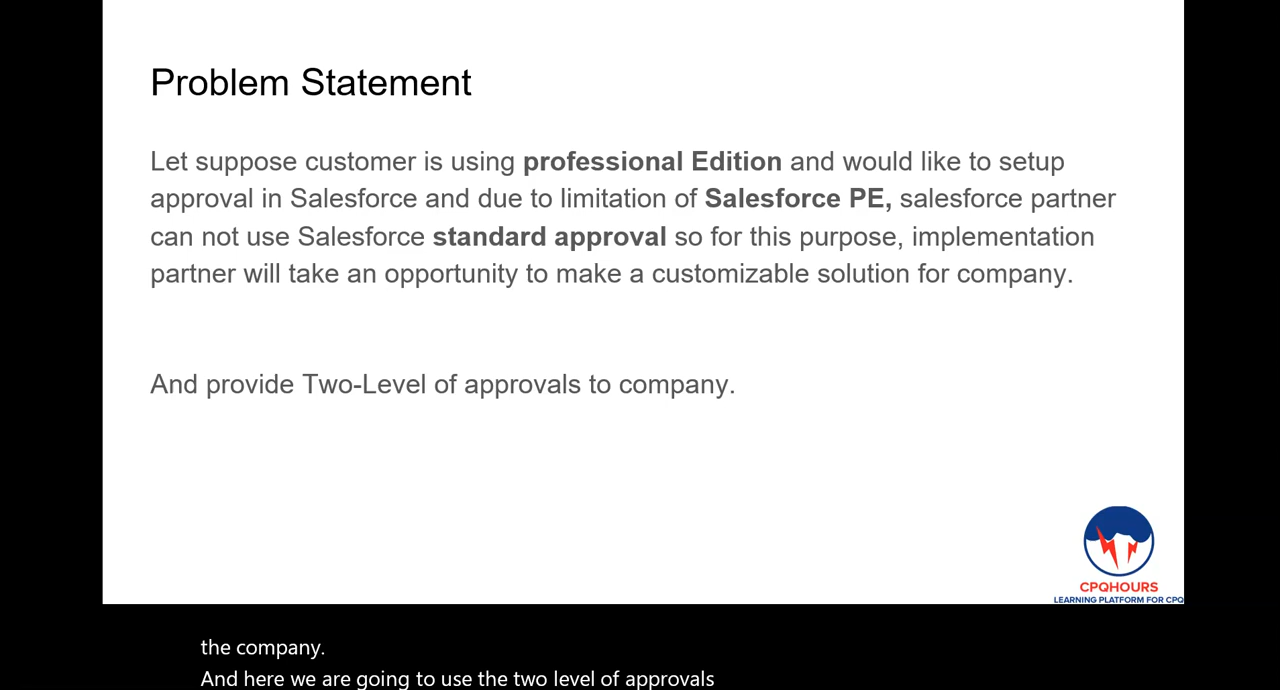 Problem Statement
Let suppose customer is using professional Edition and would like to setup
approval in Salesforce and due to limitation of Salesforce PE, salesforce partner
can not use Salesforce standard approval so for this purpose, implementation
partner will take an opportunity to make a customizable solution for company.
And provide Two-Level of approvals to company.
CPQHOURS
LEARNING PLATFORM FOR CPQ
the company.
And here we are going to use the two level of approvals